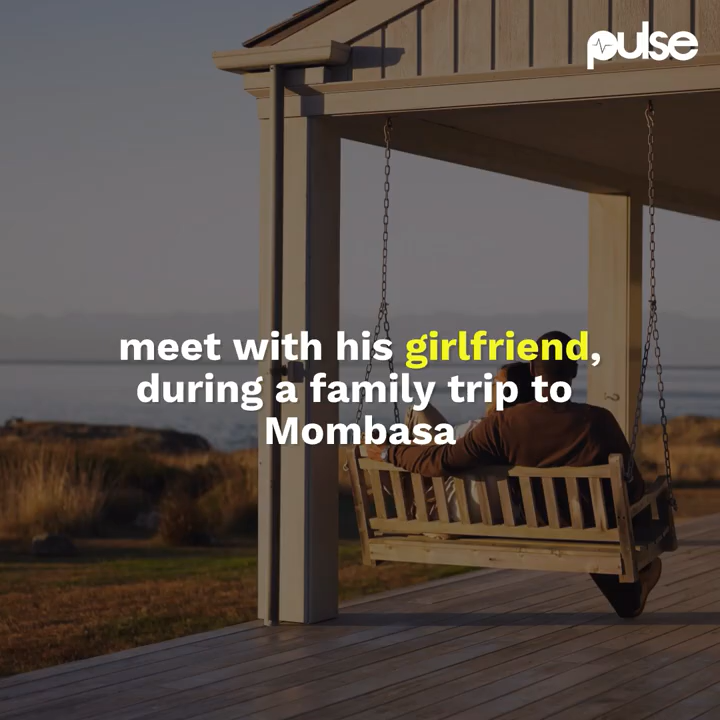 pulse
meet with his girlfriend,
during a family trip to
Mombasa